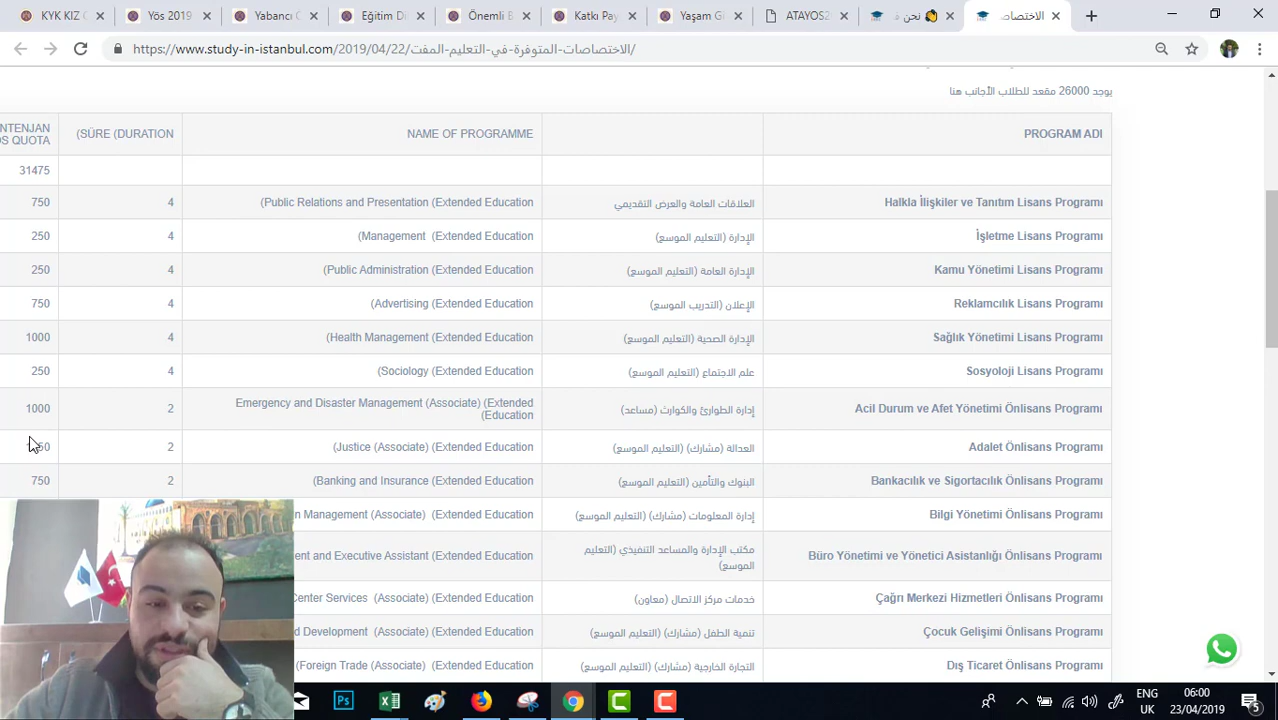 KYK KIZ Ö
Yös 2019
Yabancı Ö
Eğitim Di
Önemli B
Katkı Pay
Yaşam Gi
ATAYOS2
نحن ف
الاختصاص
https://www.study-in-istanbul.com/2019/04/22/الاختصاصات-المتوفرة-في-التعليم-المفت/
يوجد 26000 مقعد للطلاب الأجانب هنا
PROGRAM ADI
NAME OF PROGRAMME
(SÜRE (DURATION
NTENJAN
OS QUOTA
31475
Halkla İlişkiler ve Tanıtım Lisans Programı
العلاقات العامة والعرض التقديمي
(Public Relations and Presentation (Extended Education
4
750
İşletme Lisans Programı
الإدارة (التعليم الموسع)
(Management (Extended Education
4
250
Kamu Yönetimi Lisans Programı
الإدارة العامة (التعليم الموسع)
(Public Administration (Extended Education
4
250
Reklamcılık Lisans Programı
الإعلان (التدريب الموسع)
(Advertising (Extended Education
4
750
Sağlık Yönetimi Lisans Programı
الإدارة الصحية (التعليم الموسع)
(Health Management (Extended Education
4
1000
Sosyoloji Lisans Programı
علم الاجتماع (التعليم الموسع)
(Sociology (Extended Education
4
250
Acil Durum ve Afet Yönetimi Önlisans Programı
إدارة الطوارئ والكوارث (مساعد)
Emergency and Disaster Management (Associate) (Extended
(Education
2
1000
Adalet Önlisans Programı
العدالة (مشارك) (التعليم الموسع)
(Justice (Associate) (Extended Education
2
Bankacılık ve Sigortacılık Önlisans Programı
البنوك والتأمين (التعليم الموسع)
(Banking and Insurance (Extended Education
2
750
Bilgi Yönetimi Önlisans Programı
إدارة المعلومات (مشارك) (التعليم الموسع)
n Management (Associate) (Extended Education
Büro Yönetimi ve Yönetici Asistanlığı Önlisans Programı
مكتب الإدارة والمساعد التنفيذي (التعليم
الموسع)
ent and Executive Assistant (Extended Education
Çağrı Merkezi Hizmetleri Önlisans Programı
خدمات مركز الاتصال (معاون)
Center Services (Associate) (Extended Education
Çocuk Gelişimi Önlisans Programı
تنمية الطفل (مشارك) (التعليم الموسع)
d Development (Associate) (Extended Education
Dış Ticaret Önlisans Programı
التجارة الخارجية (مشارك) (التعليم الموسع)
(Foreign Trade (Associate) (Extended Education
Ps
ENG
UK
06:00
23/04/2019
5